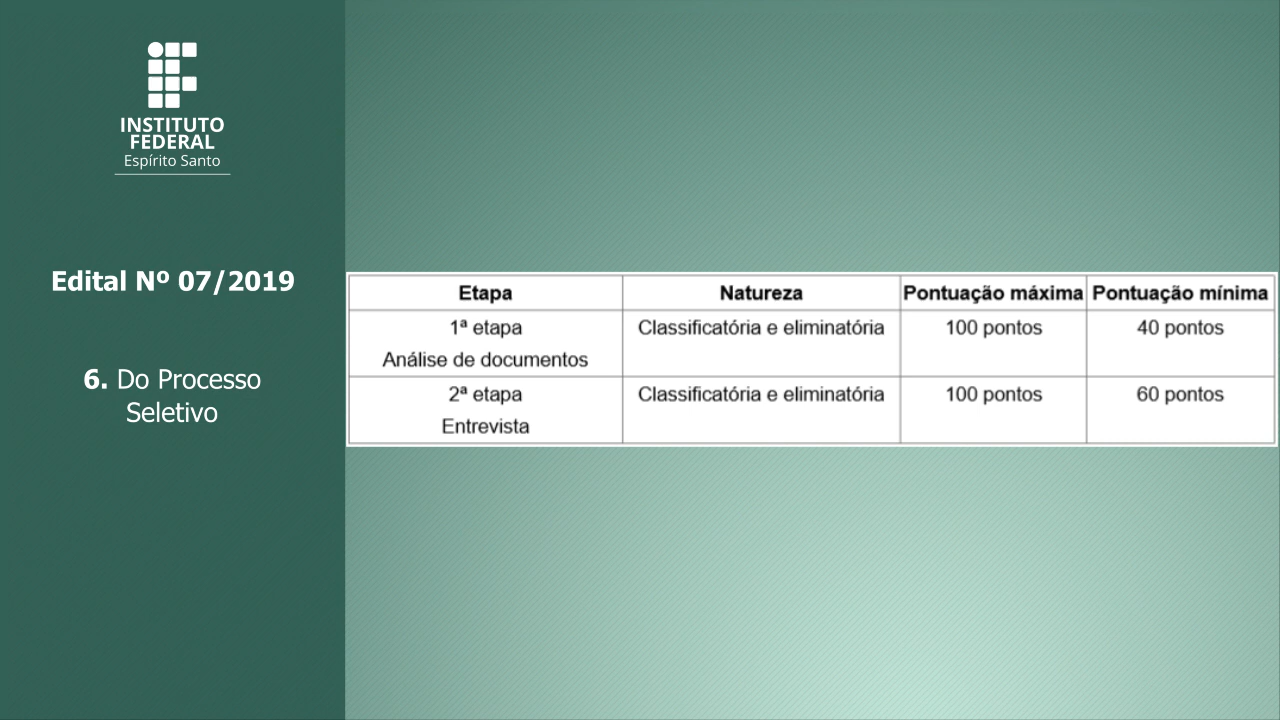 INSTITUTO
FEDERAL
Espírito Santo
Edital Nº 07/2019
6. Do Processo
Seletivo
Etapa Natureza Pontuação máxima Pontuação mínima
1ª etapa Classificatória e eliminatória 100 pontos 40 pontos
Análise de documentos
2ª etapa Classificatória e eliminatória 100 pontos 60 pontos
Entrevista